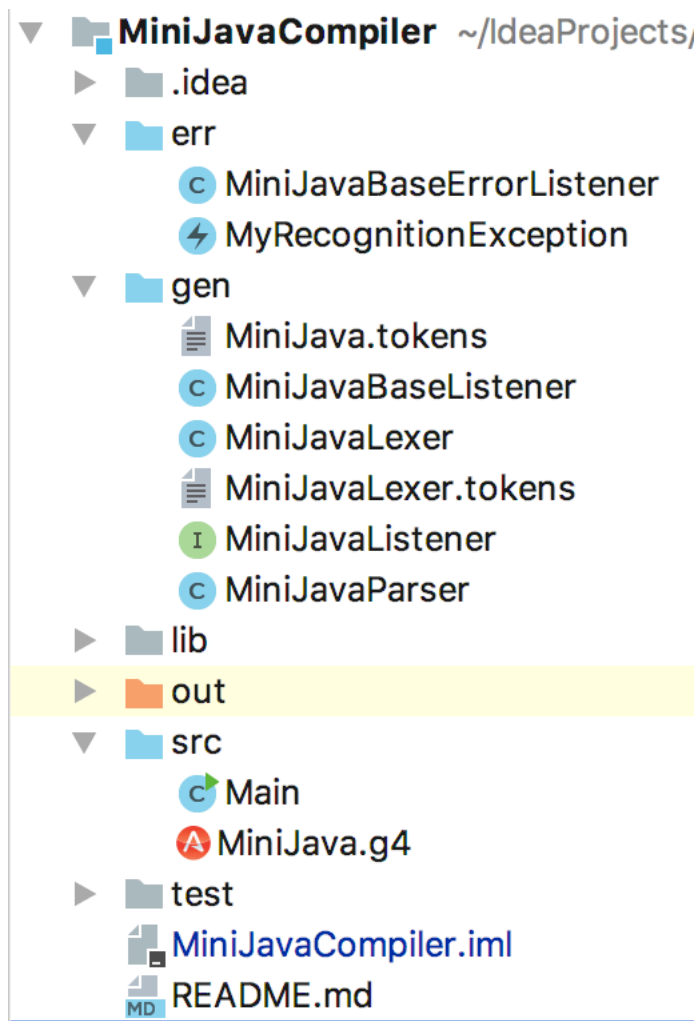 MiniJavaCompiler ~/IdeaProjects/
.idea
err
C MiniJavaBaseErrorListener
MyRecognitionException
gen
MiniJava.tokens
C MiniJavaBaseListener
C MiniJavaLexer
MiniJavaLexer.tokens
I MiniJavaListener
C MiniJavaParser
lib
out
src
C Main
A MiniJava.g4
test
MiniJavaCompiler.iml
MD README.md